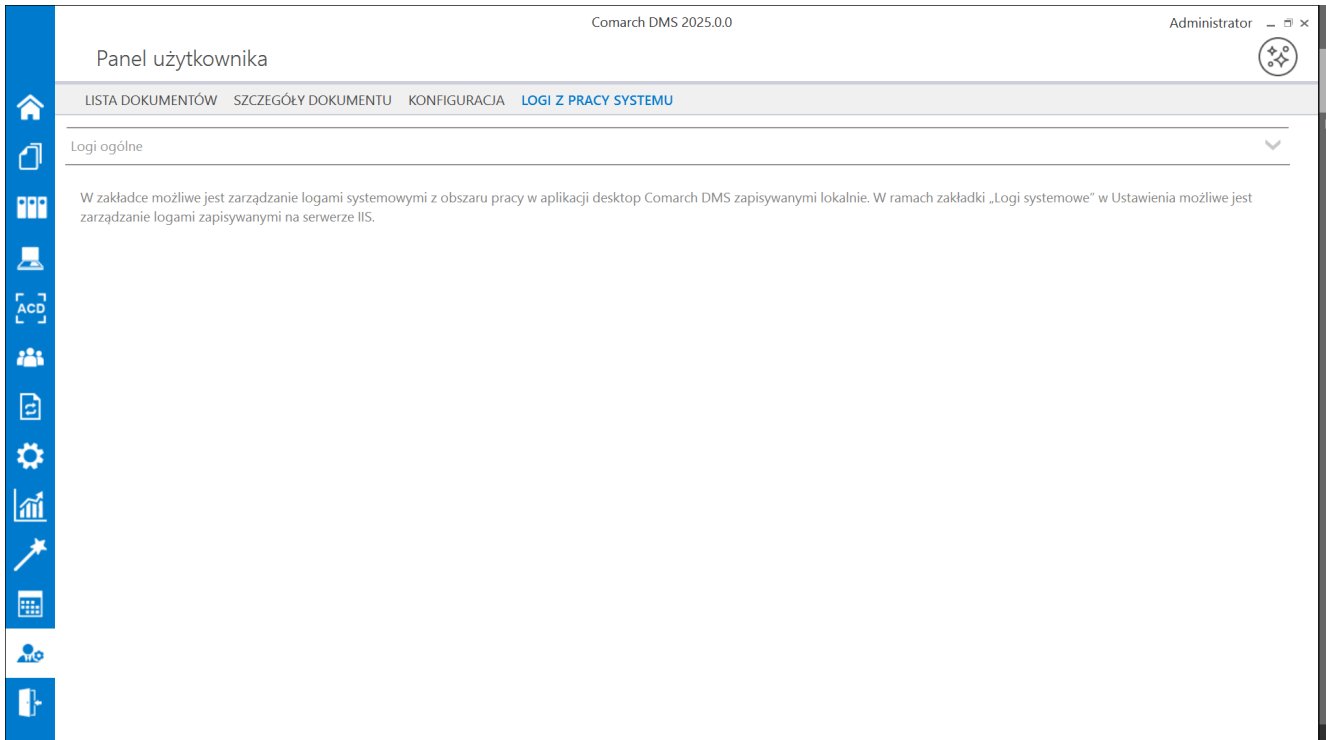 Comarch DMS 2025.0.0
Administrator
Panel użytkownika
LISTA DOKUMENTÓW SZCZEGÓŁY DOKUMENTU KONFIGURACJA LOGI Z PRACY SYSTEMU
Logi ogólne
W zakładce możliwe jest zarządzanie logami systemowymi z obszaru pracy w aplikacji desktop Comarch DMS zapisywanymi lokalnie. W ramach zakładki „Logi systemowe” w Ustawienia możliwe jest
zarządzanie logami zapisywanymi na serwerze IIS.
ACD